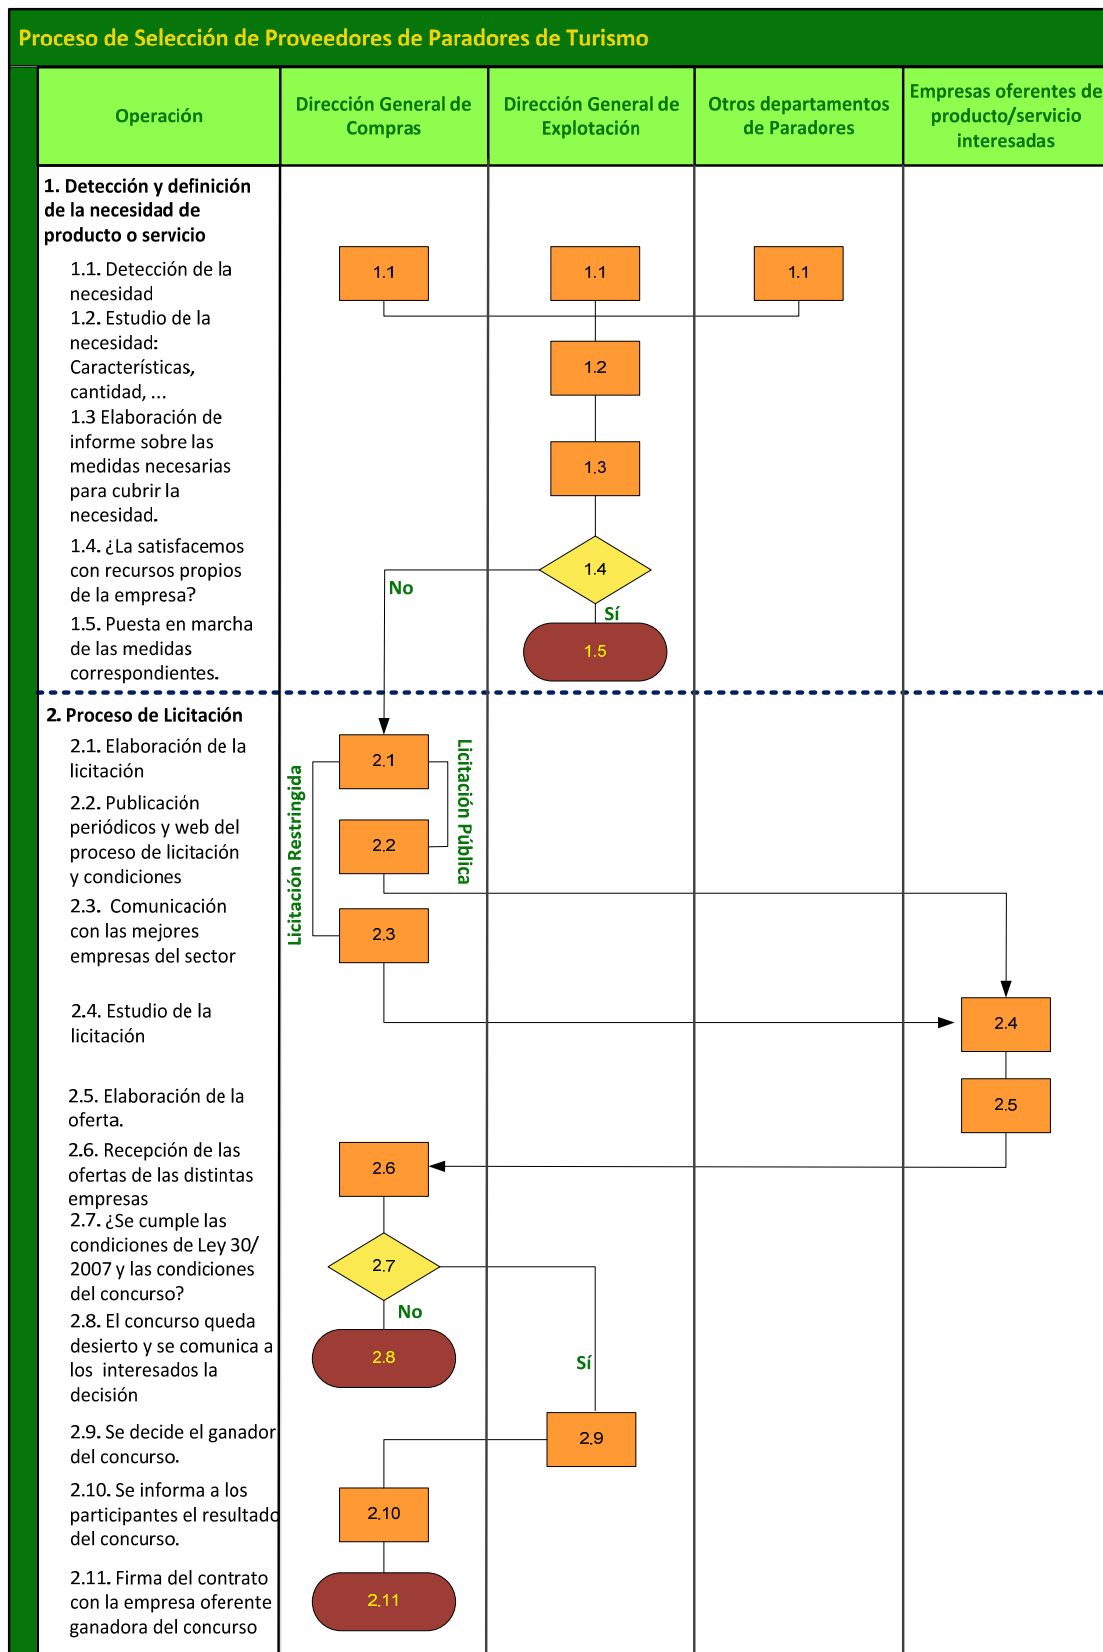 Proceso de Selección de Proveedores de Paradores de Turismo
Operación
Dirección General de
Compras
Dirección General de
Explotación
Otros departamentos
de Paradores
Empresas oferentes de
producto/servicio
interesadas
1. Detección y definición
de la necesidad de
producto o servicio
1.1. Detección de la
necesidad
1.1
1.1
1.1
1.2. Estudio de la
necesidad:
Características,
cantidad, ...
1.2
1.3 Elaboración de
informe sobre las
medidas necesarias
para cubrir la
necesidad.
1.3
1.4. ¿La satisfacemos
con recursos propios
de la empresa?
1.4
No
Sí
1.5. Puesta en marcha
de las medidas
correspondientes.
1.5
2. Proceso de Licitación
2.1. Elaboración de la
licitación
2.1
Licitación Restringida
Licitación Pública
2.2. Publicación
periódicos y web del
proceso de licitación
y condiciones
2.2
2.3. Comunicación
con las mejores
empresas del sector
2.3
2.4. Estudio de la
licitación
2.4
2.5. Elaboración de la
oferta.
2.5
2.6. Recepción de las
ofertas de las distintas
empresas
2.6
2.7. ¿Se cumple las
condiciones de Ley 30/
2007 y las condiciones
del concurso?
2.7
No
Sí
2.8. El concurso queda
desierto y se comunica a
los interesados la
decisión
2.8
2.9. Se decide el ganador
del concurso.
2.9
2.10. Se informa a los
participantes el resultado
del concurso.
2.10
2.11. Firma del contrato
con la empresa oferente
ganadora del concurso
2.11